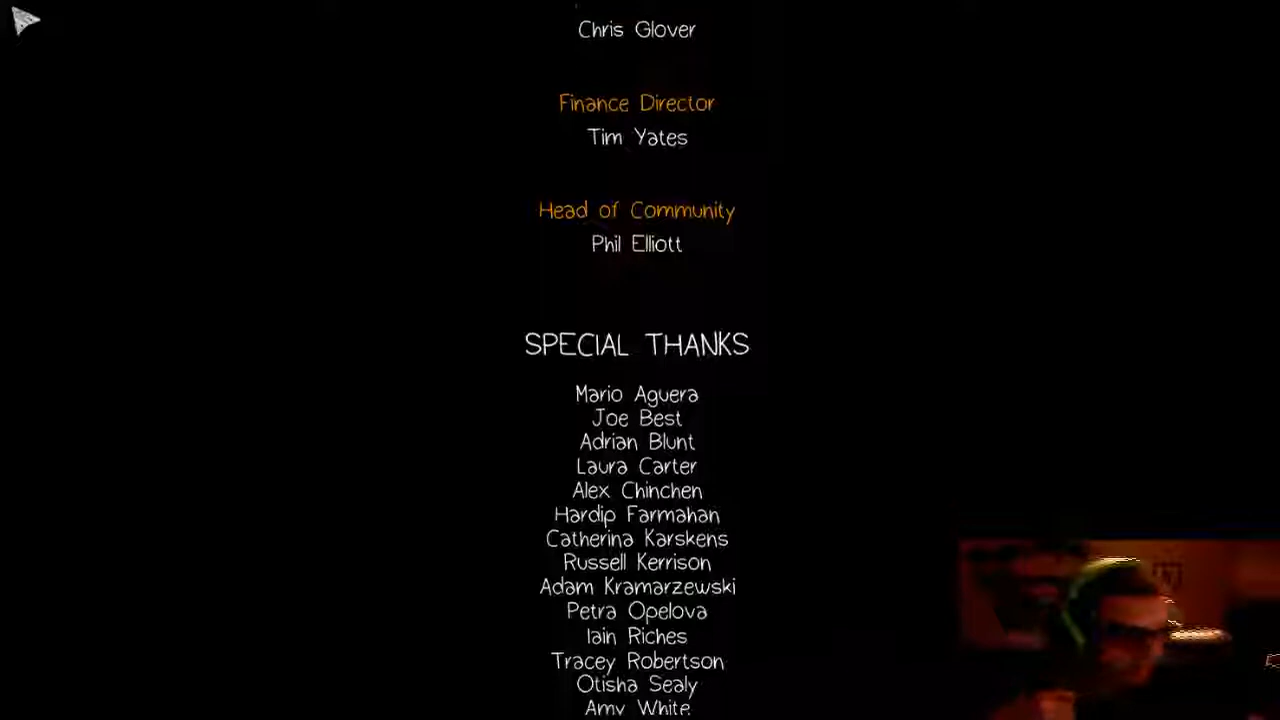 Chris Glover
Finance Director
Tim Yates
Head of Community
Phil Elliott
SPECIAL THANKS
Mario Aguera
Joe Best
Adrian Blunt
Laura Carter
Alex Chinchen
Hardip Farmahan
Catherina Karskens
Russell Kerrison
Adam Kramarzewski
Petra Opelova
Iain Riches
Tracey Robertson
Otisha Sealy
Amy White